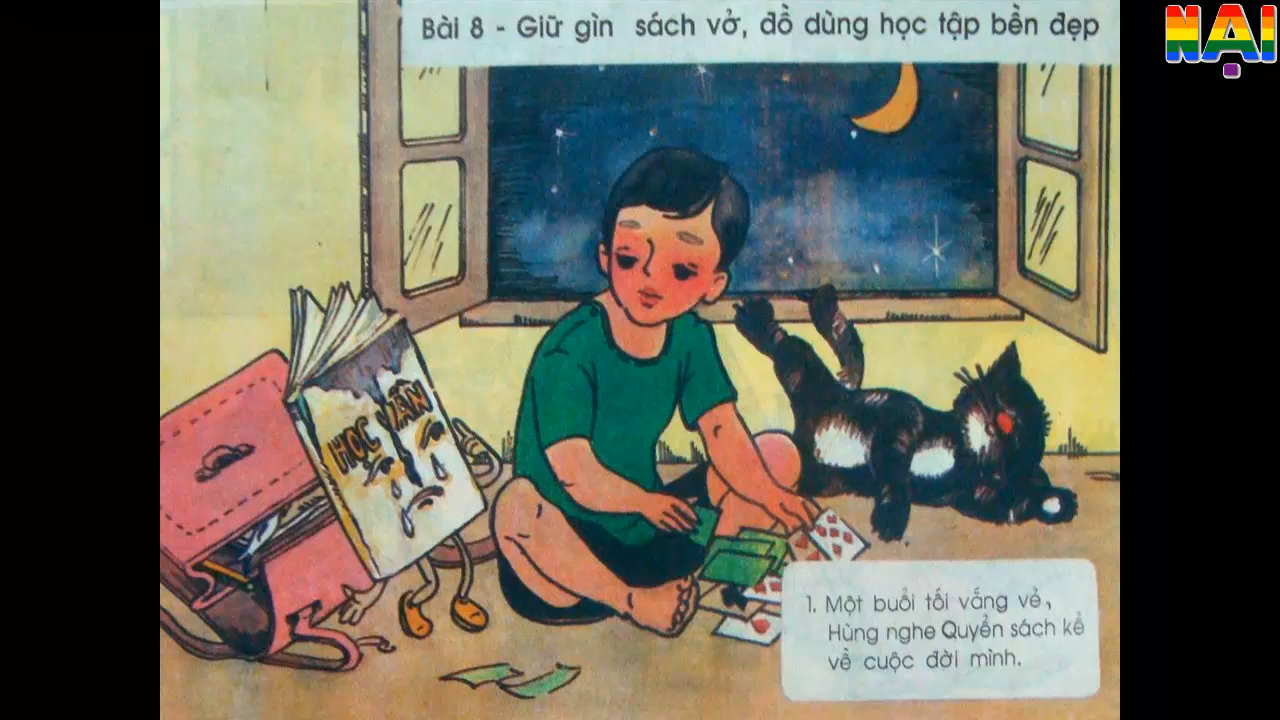 Bài 8 - Giữ gìn sách vở, đồ dùng học tập bền đẹp
NẠI
HỌC VẦN
1. Một buổi tối vắng vẻ,
Hùng nghe Quyển sách kể
về cuộc đời mình.